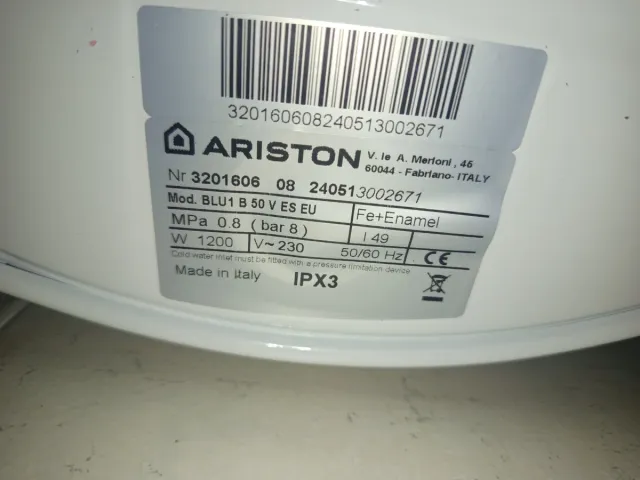 320160608240513002671
ARISTON
V. le A. Merloni , 45
60044 - Fabriano- ITALY
Nr 3201606 08 240513002671
Mod. BLU1 B 50 V ES EU
Fe+Enamel
MPa 0.8 ( bar 8)
l 49
W 1200
V~ 230
50/60 Hz
CE
Cold water inlet must be fitted with a pressure limitation device
Made in Italy
IPX3